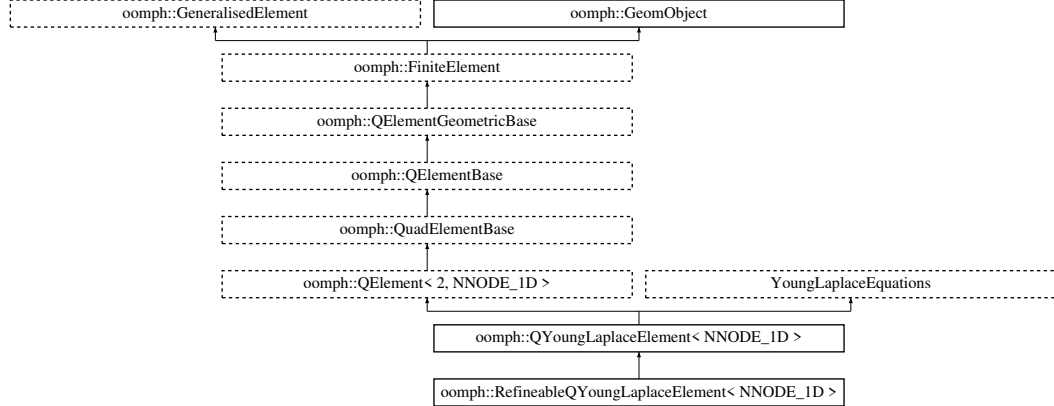 oomph::GeneralisedElement
oomph::GeomObject
oomph::FiniteElement
oomph::QElementGeometricBase
oomph::QElementBase
oomph::QuadElementBase
oomph::QElement< 2, NNODE_1D >
YoungLaplaceEquations
oomph::QYoungLaplaceElement< NNODE_1D >
oomph::RefineableQYoungLaplaceElement< NNODE_1D >